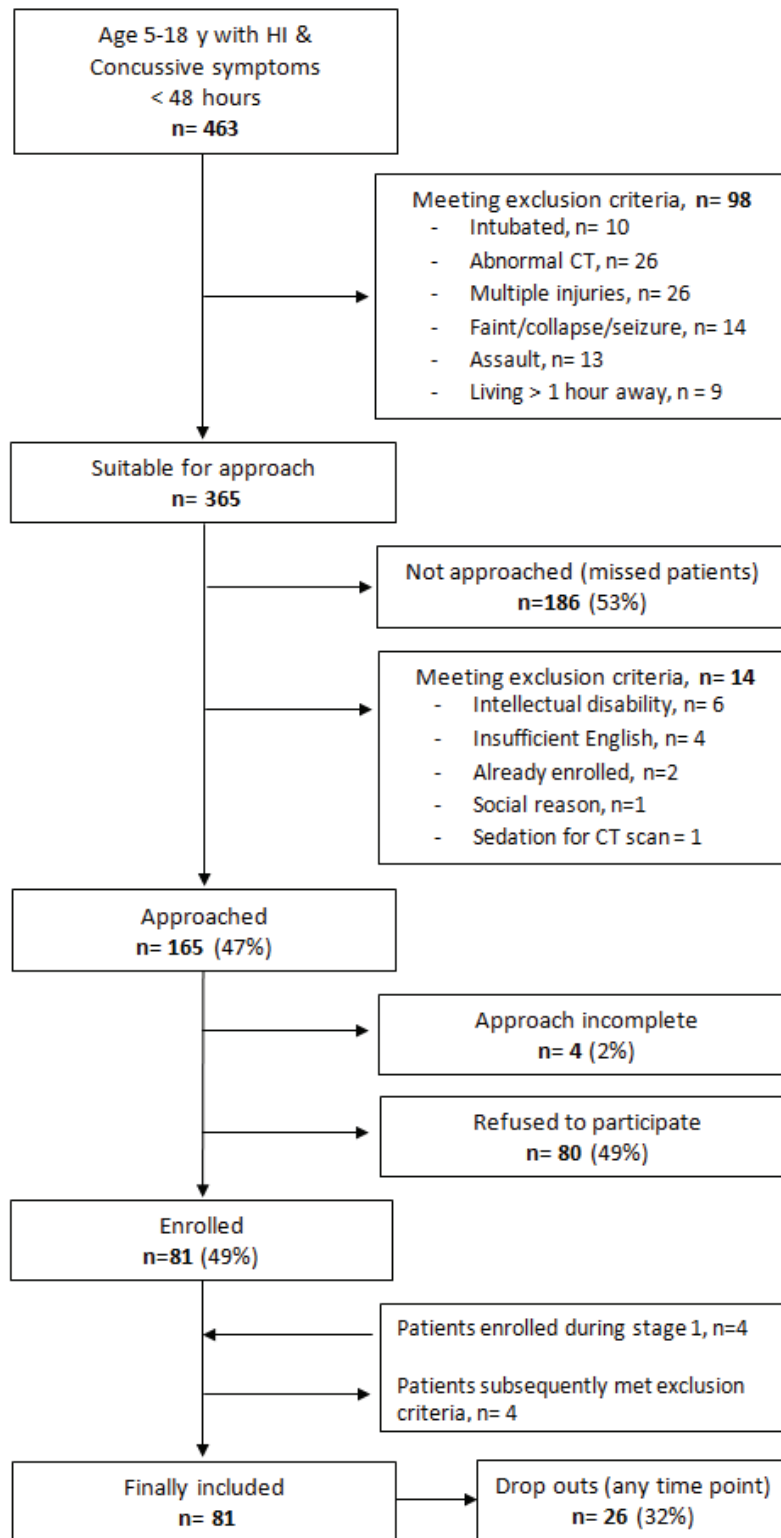 Age 5-18 y with HI &
Concussive symptoms
< 48 hours
n= 463
Meeting exclusion criteria, n= 98
- Intubated, n= 10
- Abnormal CT, n= 26
- Multiple injuries, n= 26
- Faint/collapse/seizure, n= 14
- Assault, n= 13
- Living > 1 hour away, n = 9
Suitable for approach
n= 365
Not approached (missed patients)
n=186 (53%)
Meeting exclusion criteria, n= 14
- Intellectual disability, n= 6
- Insufficient English, n= 4
- Already enrolled, n=2
- Social reason, n=1
- Sedation for CT scan = 1
Approached
n= 165 (47%)
Approach incomplete
n= 4 (2%)
Refused to participate
n= 80 (49%)
Enrolled
n=81 (49%)
Patients enrolled during stage 1, n=4
Patients subsequently met exclusion
criteria, n= 4
Finally included
n= 81
Drop outs (any time point)
n= 26 (32%)